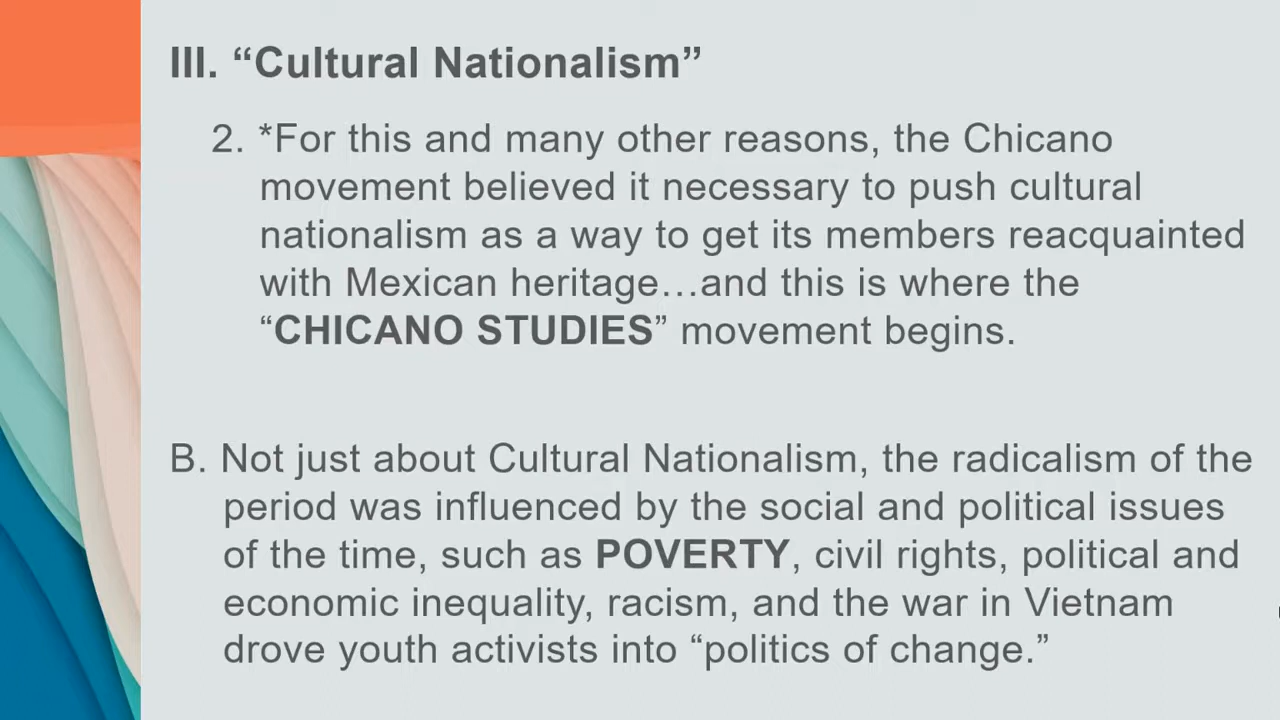 III. “Cultural Nationalism”
2. *For this and many other reasons, the Chicano
movement believed it necessary to push cultural
nationalism as a way to get its members reacquainted
with Mexican heritage…and this is where the
“CHICANO STUDIES” movement begins.
B. Not just about Cultural Nationalism, the radicalism of the
period was influenced by the social and political issues
of the time, such as POVERTY, civil rights, political and
economic inequality, racism, and the war in Vietnam
drove youth activists into “politics of change.”